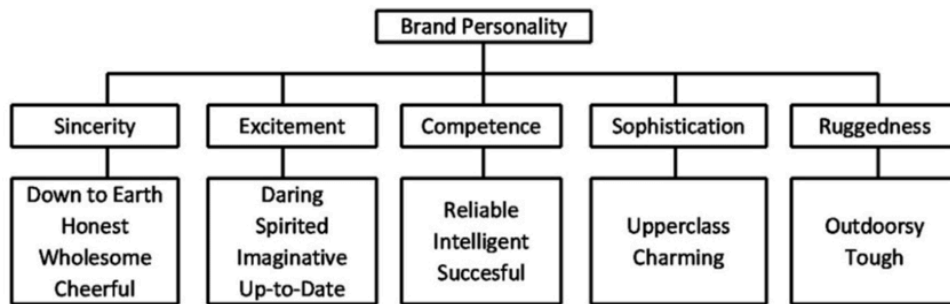 Brand Personality
Sincerity
Excitement
Competence
Sophistication
Ruggedness
Down to Earth
Honest
Wholesome
Cheerful
Daring
Spirited
Imaginative
Up-to-Date
Reliable
Intelligent
Succesful
Upperclass
Charming
Outdoorsy
Tough